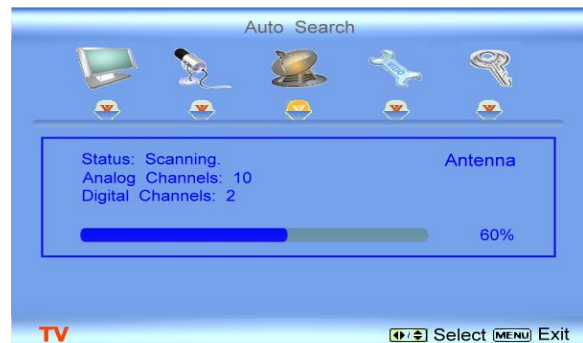 Auto Search
Status: Scanning.
Antenna
Analog Channels: 10
Digital Channels: 2
60%
TV
Select MENU Exit